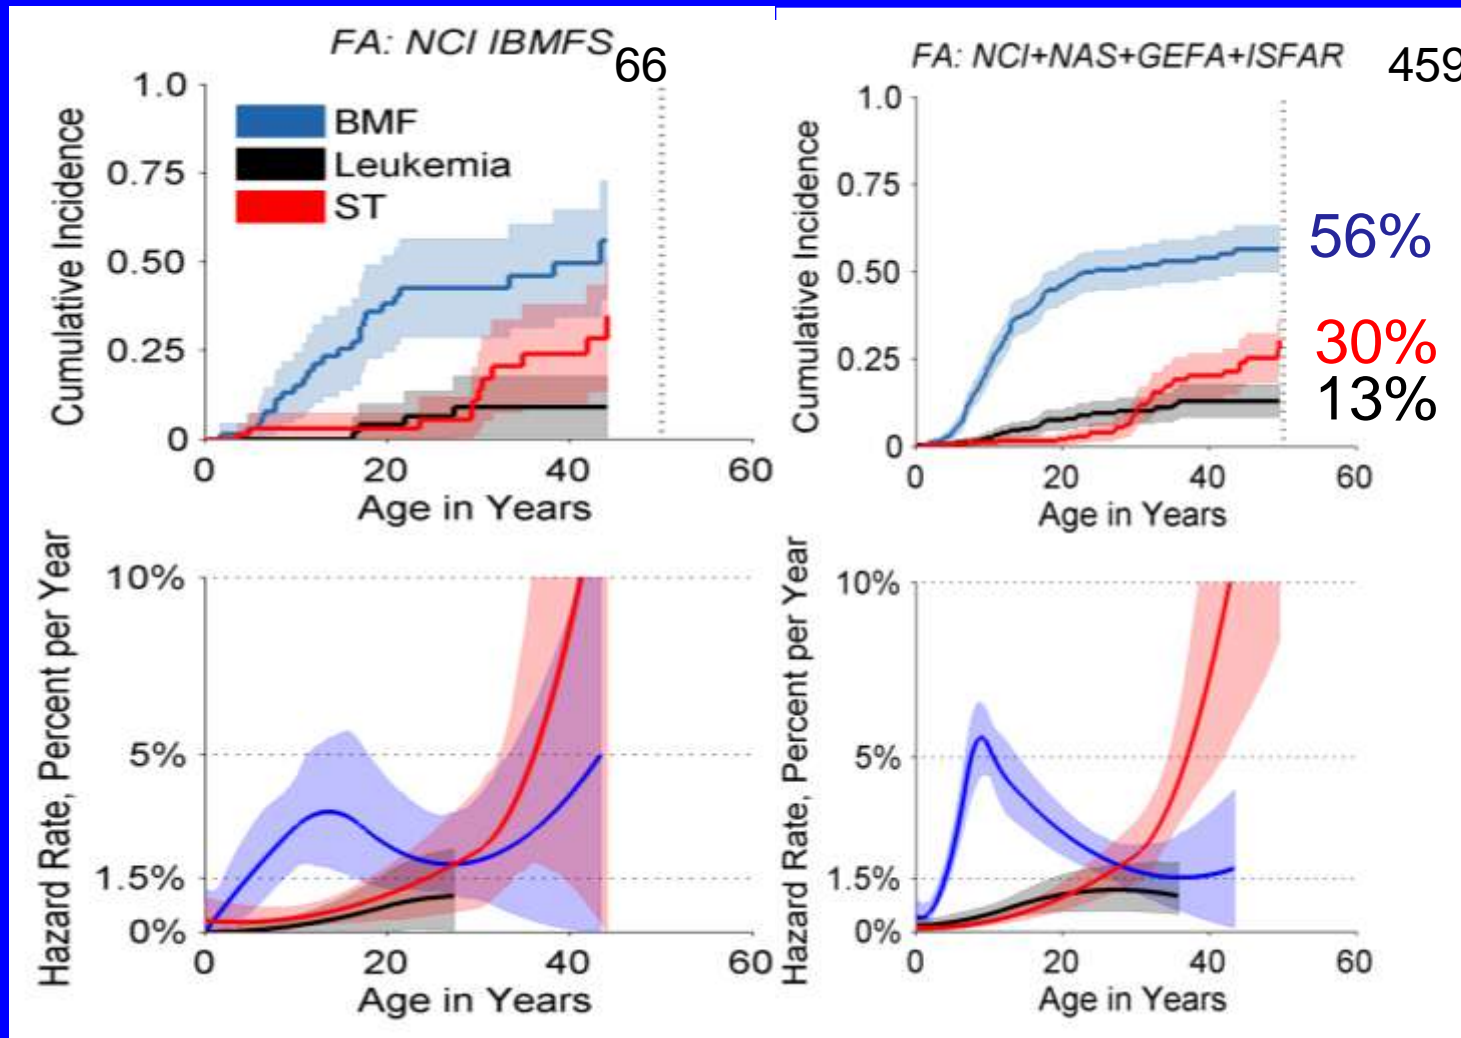 FA: NCI IBMFS 66
1.0
0.75
0.50
0.25
0
Cumulative Incidence
BMF
Leukemia
ST
0 20 40 60
Age in Years
FA: NCI+NAS+GEFA+ISFAR 459
1.0
0.75
0.50
0.25
0
Cumulative Incidence
56%
30%
13%
0 20 40 60
Age in Years
10%
5%
1.5%
0%
Hazard Rate, Percent per Year
0 20 40 60
Age in Years
10%
5%
1.5%
0%
Hazard Rate, Percent per Year
0 20 40 60
Age in Years